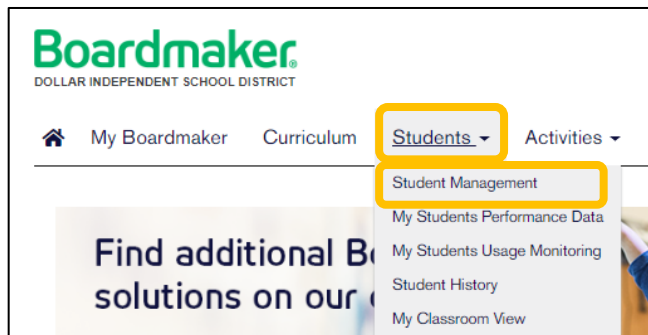 Boardmaker®
DOLLAR INDEPENDENT SCHOOL DISTRICT
My Boardmaker Curriculum Students Activities
Student Management
My Students Performance Data
My Students Usage Monitoring
Student History
My Classroom View
Find additional
solutions on our